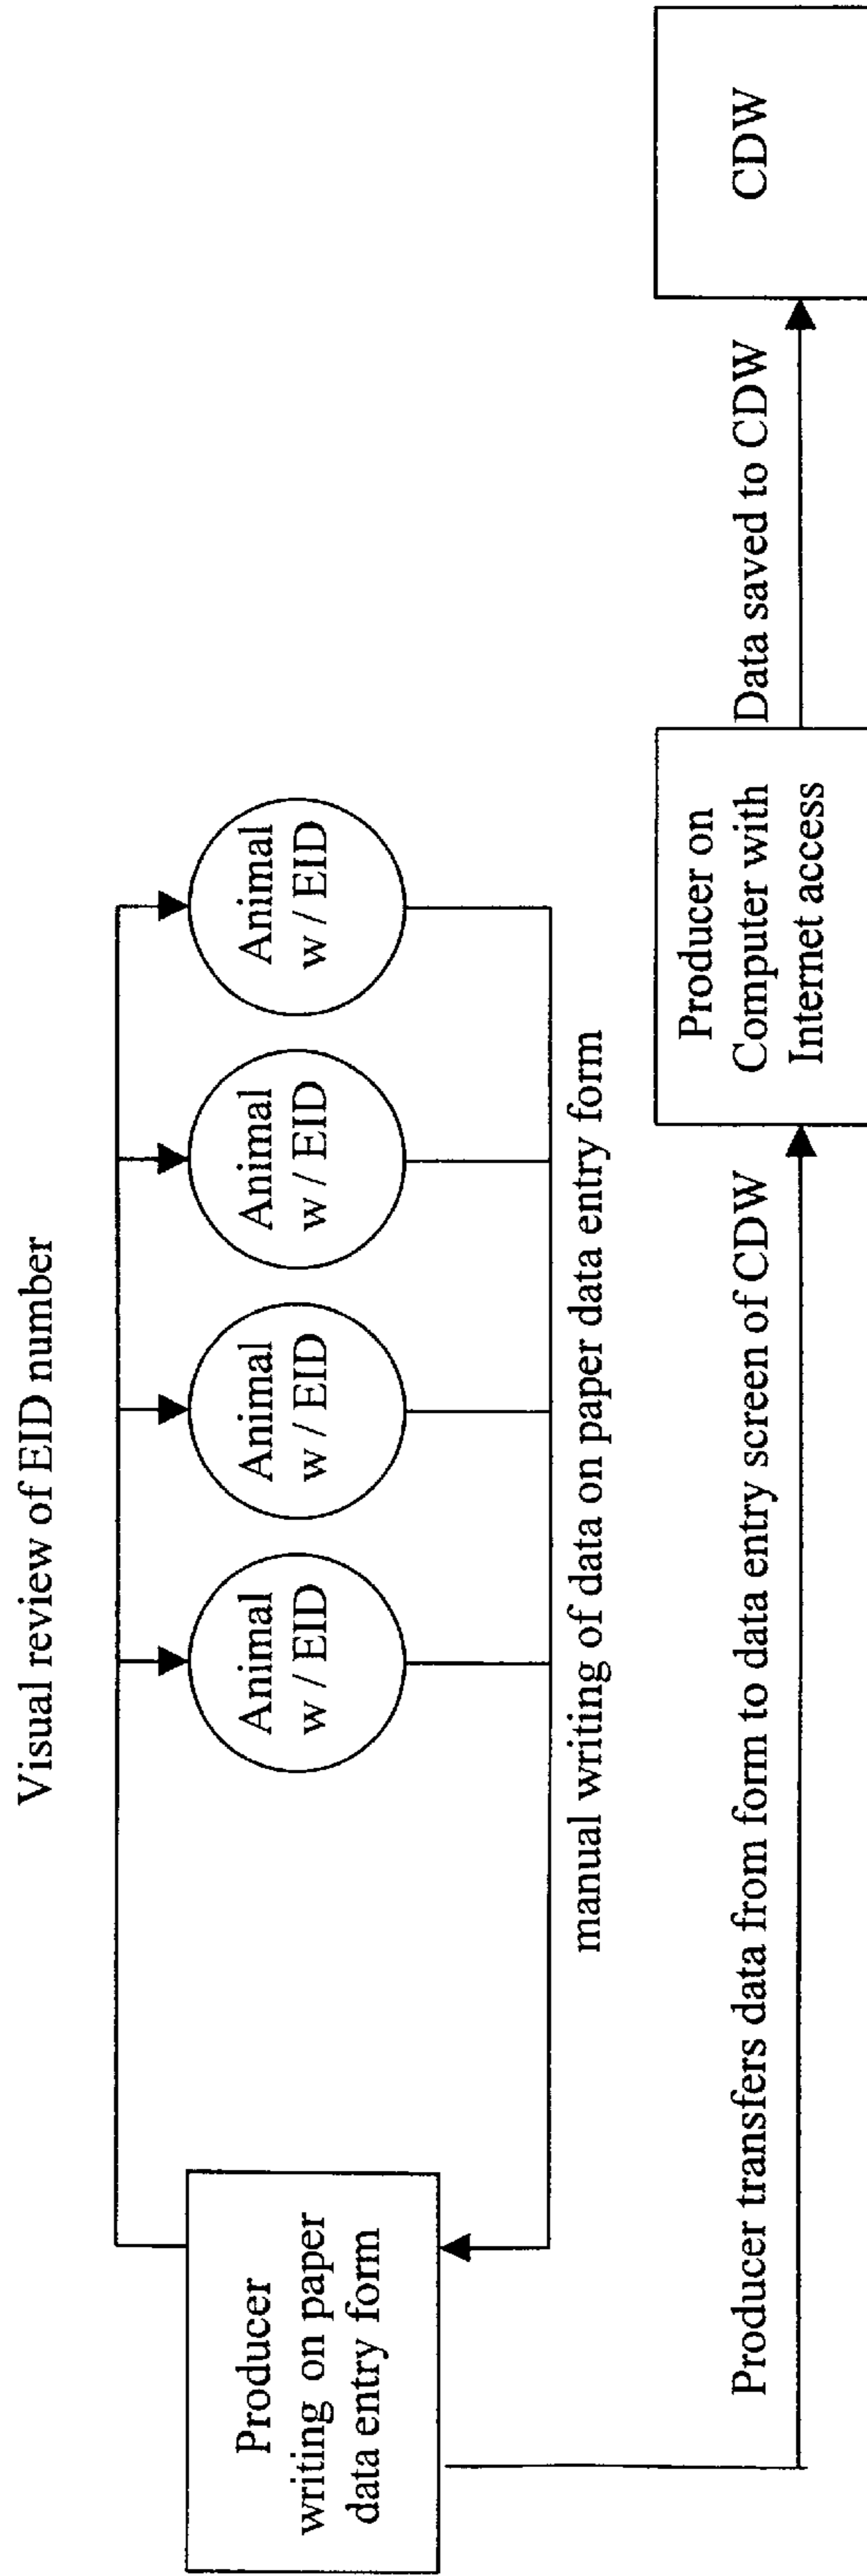 Visual review of EID number
Producer
writing on paper
data entry form
Animal
w / EID
Animal
w / EID
Animal
w / EID
Animal
w / EID
manual writing of data on paper data entry form
Producer transfers data from form to data entry screen of CDW
Producer on
Computer with
Internet access
Data saved to CDW
CDW